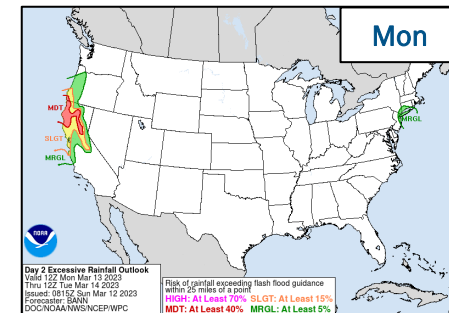 Mon
MDT
SLGT
MRGL
MRGL
NOAA
Day 2 Excessive Rainfall Outlook
Valid 12Z Mon Mar 13 2023
Thru 12Z Tue Mar 14 2023
Issued: 0815Z Sun Mar 12 2023
Forecaster: BANN
DOC/NOAA/NWS/NCEP/WPC
Risk of rainfall exceeding flash flood guidance
within 25 miles of a point
HIGH: At Least 70% SLGT: At Least 15%
MDT: At Least 40% MRGL: At Least 5%